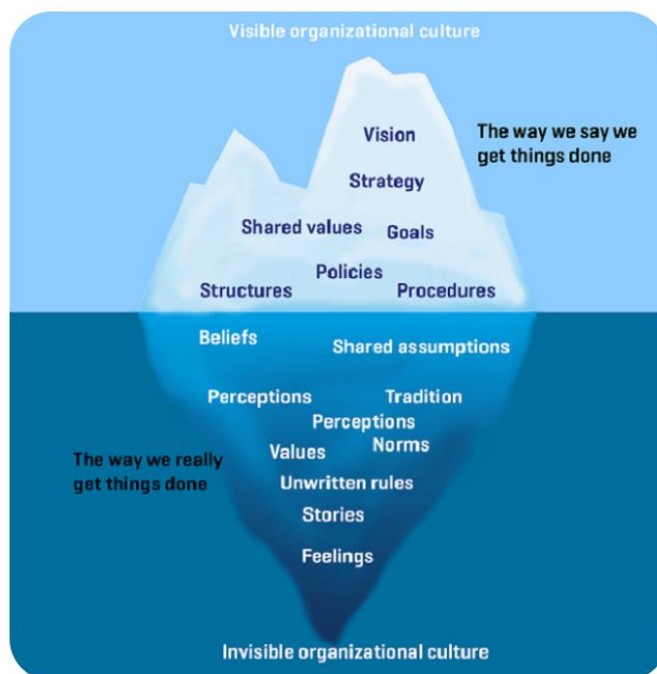 Visible organizational culture
Vision
The way we say we
get things done
Strategy
Shared values
Goals
Policies
Structures
Procedures
Beliefs
Shared assumptions
Perceptions
Tradition
Perceptions
Norms
Values
The way we really
get things done
Unwritten rules
Stories
Feelings
Invisible organizational culture